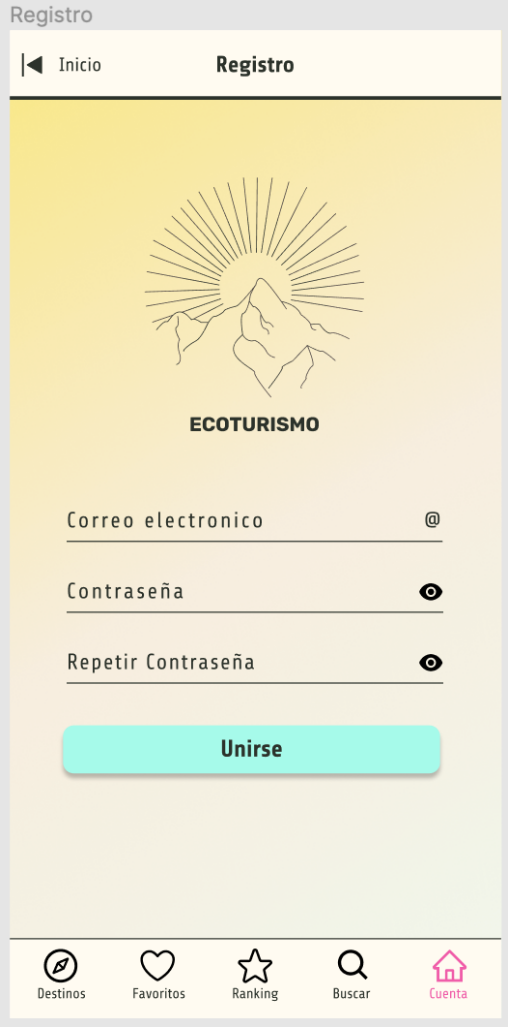 Registro
Inicio Registro
ECOTURISMO
Correo electronico @
Contraseña
Repetir Contraseña
Unirse
Destinos Favoritos Ranking Buscar Cuenta